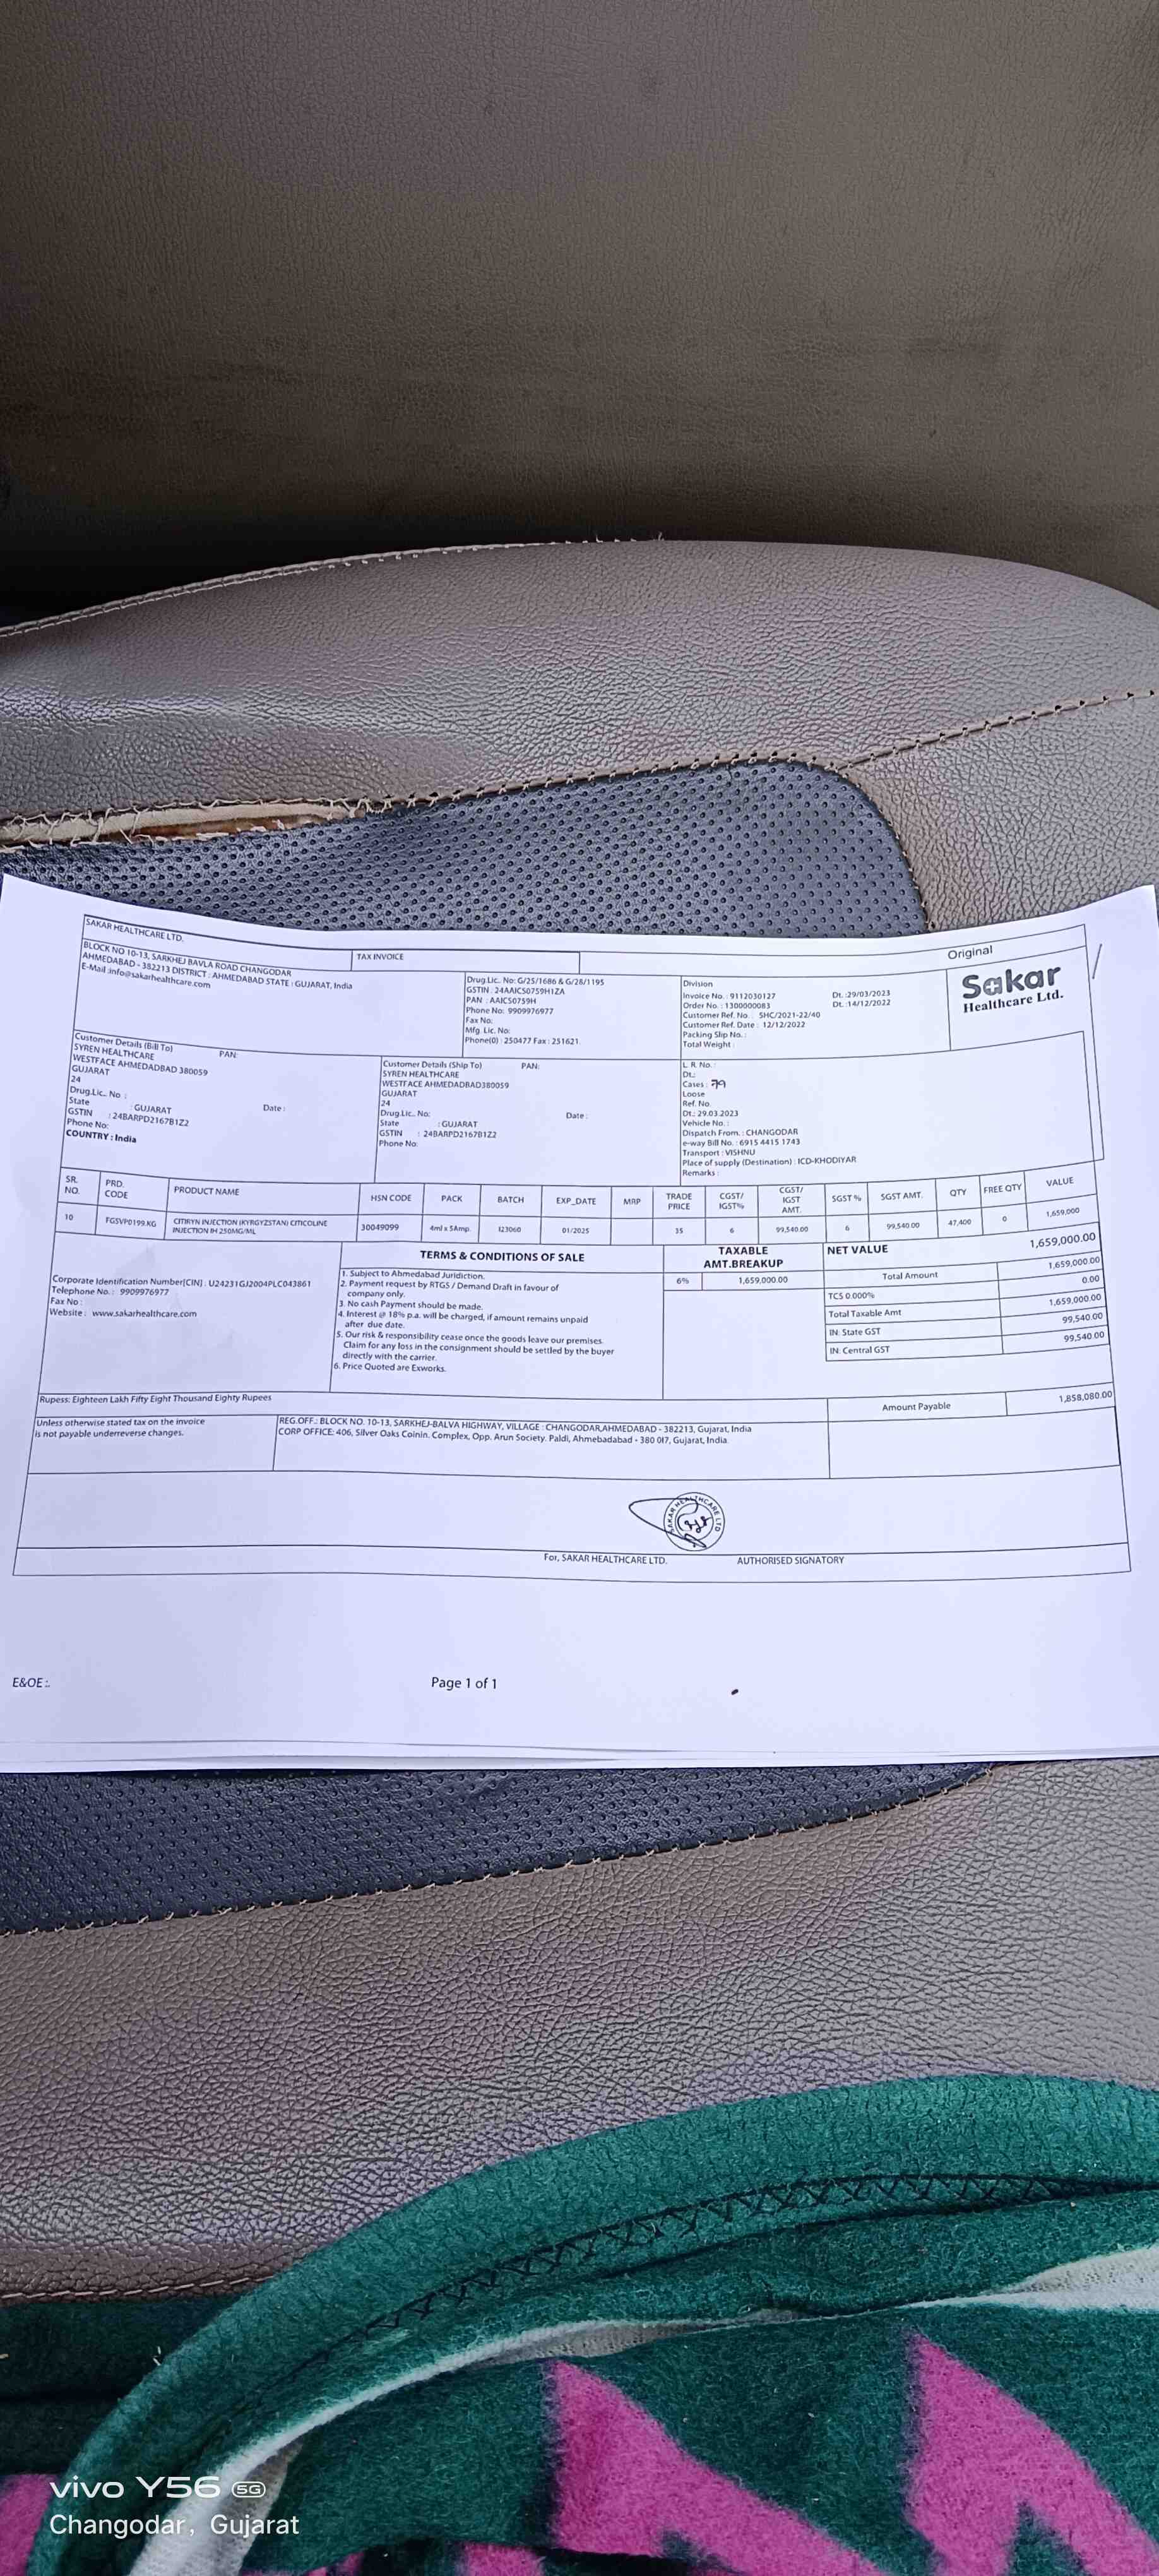 SAKAR HEALTHCARE LTD.
TAX INVOICE
Original
BLOCK NO 10-13, SARKHEJ BAVLA ROAD CHANGODAR
AHMEDABAD - 382213 DISTRICT : AHMEDABAD STATE : GUJARAT, India
E-Mail :info@sakarhealthcare.com
Drug Lic.. No: G/25/1686 & G/28/1195
GSTIN : 24AAICS0759H1ZA
PAN : AAICS0759H
Phone No: 9909976977
Fax No:
Mfg. Lic. No:
Phone(0) : 250477 Fax : 251621.
Division
Invoice No. : 9112030127 Dt. :29/03/2023
Order No. : 1300000083 Dt. :14/12/2022
Customer Ref. No. : SHC/2021-22/40
Customer Ref. Date : 12/12/2022
Packing Slip No. :
Total Weight :
Sakar
Healthcare Ltd.
Customer Details (Bill To) PAN:
SYREN HEALTHCARE
WESTFACE AHMEDADBAD 380059
GUJARAT
24
Drug.Lic.. No :
State : GUJARAT Date :
GSTIN : 24BARPD2167B1Z2
Phone No:
COUNTRY : India
Customer Details (Ship To) PAN:
SYREN HEALTHCARE
WESTFACE AHMEDADBAD380059
GUJARAT
24
Drug.Lic.. No: Date :
State : GUJARAT
GSTIN : 24BARPD2167B1Z2
Phone No:
L. R. No. :
Dt.:
Cases : 79
Loose
Ref. No.
Dt.: 29.03.2023
Vehicle No. :
Dispatch From. : CHANGODAR
e-way Bill No. : 6915 4415 1743
Transport : VISHNU
Place of supply (Destination) : ICD-KHODIYAR
Remarks :
SR. NO. PRD. CODE PRODUCT NAME HSN CODE PACK BATCH EXP_DATE MRP TRADE PRICE CGST/ IGST% CGST/ IGST AMT. SGST % SGST AMT. QTY FREE QTY VALUE
10 FGSVP0199.KG CITIRYN INJECTION (KYRGYZSTAN) CITICOLINE INJECTION IH 250MG/ML 30049099 4ml x 5Amp. 123060 01/2025 35 6 99,540.00 6 99,540.00 47,400 0 1,659,000
Corporate Identification Number[CIN] : U24231GJ2004PLC043861
Telephone No. : 9909976977
Fax No :
Website : www.sakarhealthcare.com
TERMS & CONDITIONS OF SALE
1. Subject to Ahmedabad Juridiction.
2. Payment request by RTGS / Demand Draft in favour of
company only.
3. No cash Payment should be made.
4. Interest @ 18% p.a. will be charged, if amount remains unpaid
after due date.
5. Our risk & responsibility cease once the goods leave our premises.
Claim for any loss in the consignment should be settled by the buyer
directly with the carrier.
6. Price Quoted are Exworks.
TAXABLE
AMT.BREAKUP
6% 1,659,000.00
NET VALUE 1,659,000.00
Total Amount 1,659,000.00
TCS 0.000% 0.00
Total Taxable Amt 1,659,000.00
IN: State GST 99,540.00
IN: Central GST 99,540.00
Rupess: Eighteen Lakh Fifty Eight Thousand Eighty Rupees
Amount Payable 1,858,080.00
Unless otherwise stated tax on the invoice
is not payable underreverse changes.
REG.OFF.: BLOCK NO. 10-13, SARKHEJ-BALVA HIGHWAY, VILLAGE : CHANGODAR,AHMEDABAD - 382213, Gujarat, India
CORP OFFICE: 406, Silver Oaks Coinin. Complex, Opp. Arun Society. Paldi, Ahmebadabad - 380 0I7, Gujarat, India
SAKAR HEALTHCARE LTD
For, SAKAR HEALTHCARE LTD. AUTHORISED SIGNATORY
E&OE :.
Page 1 of 1
vivo Y56 5G
Changodar, Gujarat